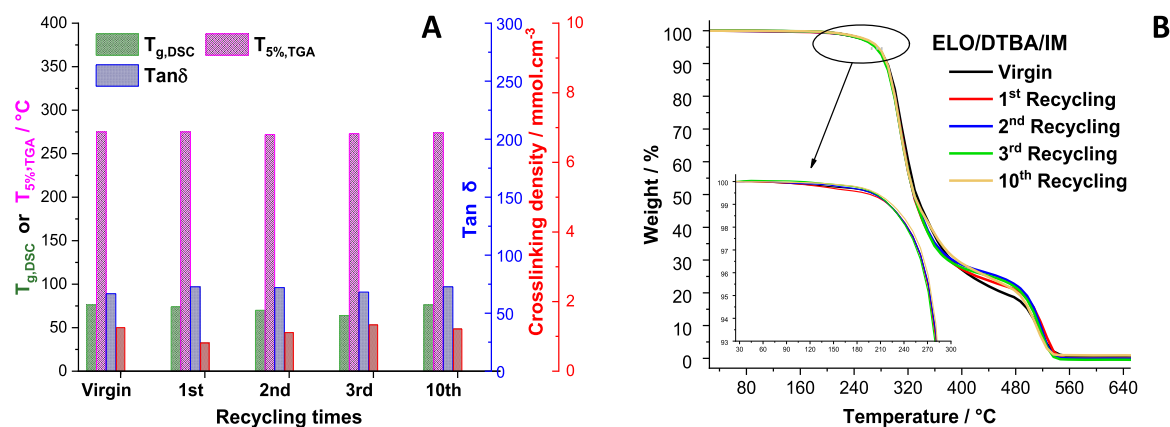 A
T_g,DSC
T_5%,TGA
Tanδ
400
350
300
250
200
150
100
50
0
T_g,DSC or T_5%,TGA / °C
300
250
200
150
100
50
0
Tan δ
10
8
6
4
2
0
Crosslinking density / mmol.cm⁻³
Virgin 1st 2nd 3rd 10th
Recycling times
B
ELO/DTBA/IM
Virgin
1st Recycling
2nd Recycling
3rd Recycling
10th Recycling
100
90
80
70
60
50
40
30
20
10
0
Weight / %
100
99
98
97
96
95
94
93
30 60 90 120 150 180 210 240 270 300
80 160 240 320 400 480 560 640
Temperature / °C